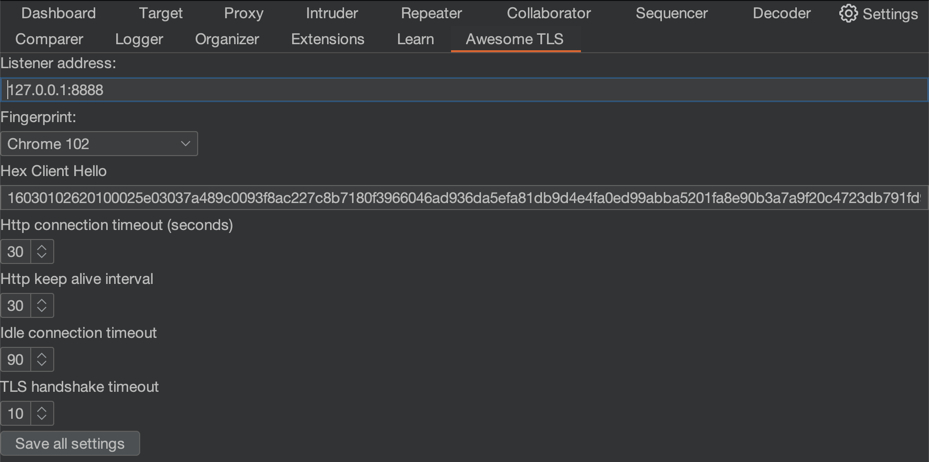 Dashboard Target Proxy Intruder Repeater Collaborator Sequencer Decoder Settings
Comparer Logger Organizer Extensions Learn Awesome TLS
Listener address:
127.0.0.1:8888
Fingerprint:
Chrome 102
Hex Client Hello
16030102620100025e03037a489c0093f8ac227c8b7180f3966046ad936da5efa81db9d4e4fa0ed99abba5201fa8e90b3a7a9f20c4723db791fd
Http connection timeout (seconds)
30
Http keep alive interval
30
Idle connection timeout
90
TLS handshake timeout
10
Save all settings